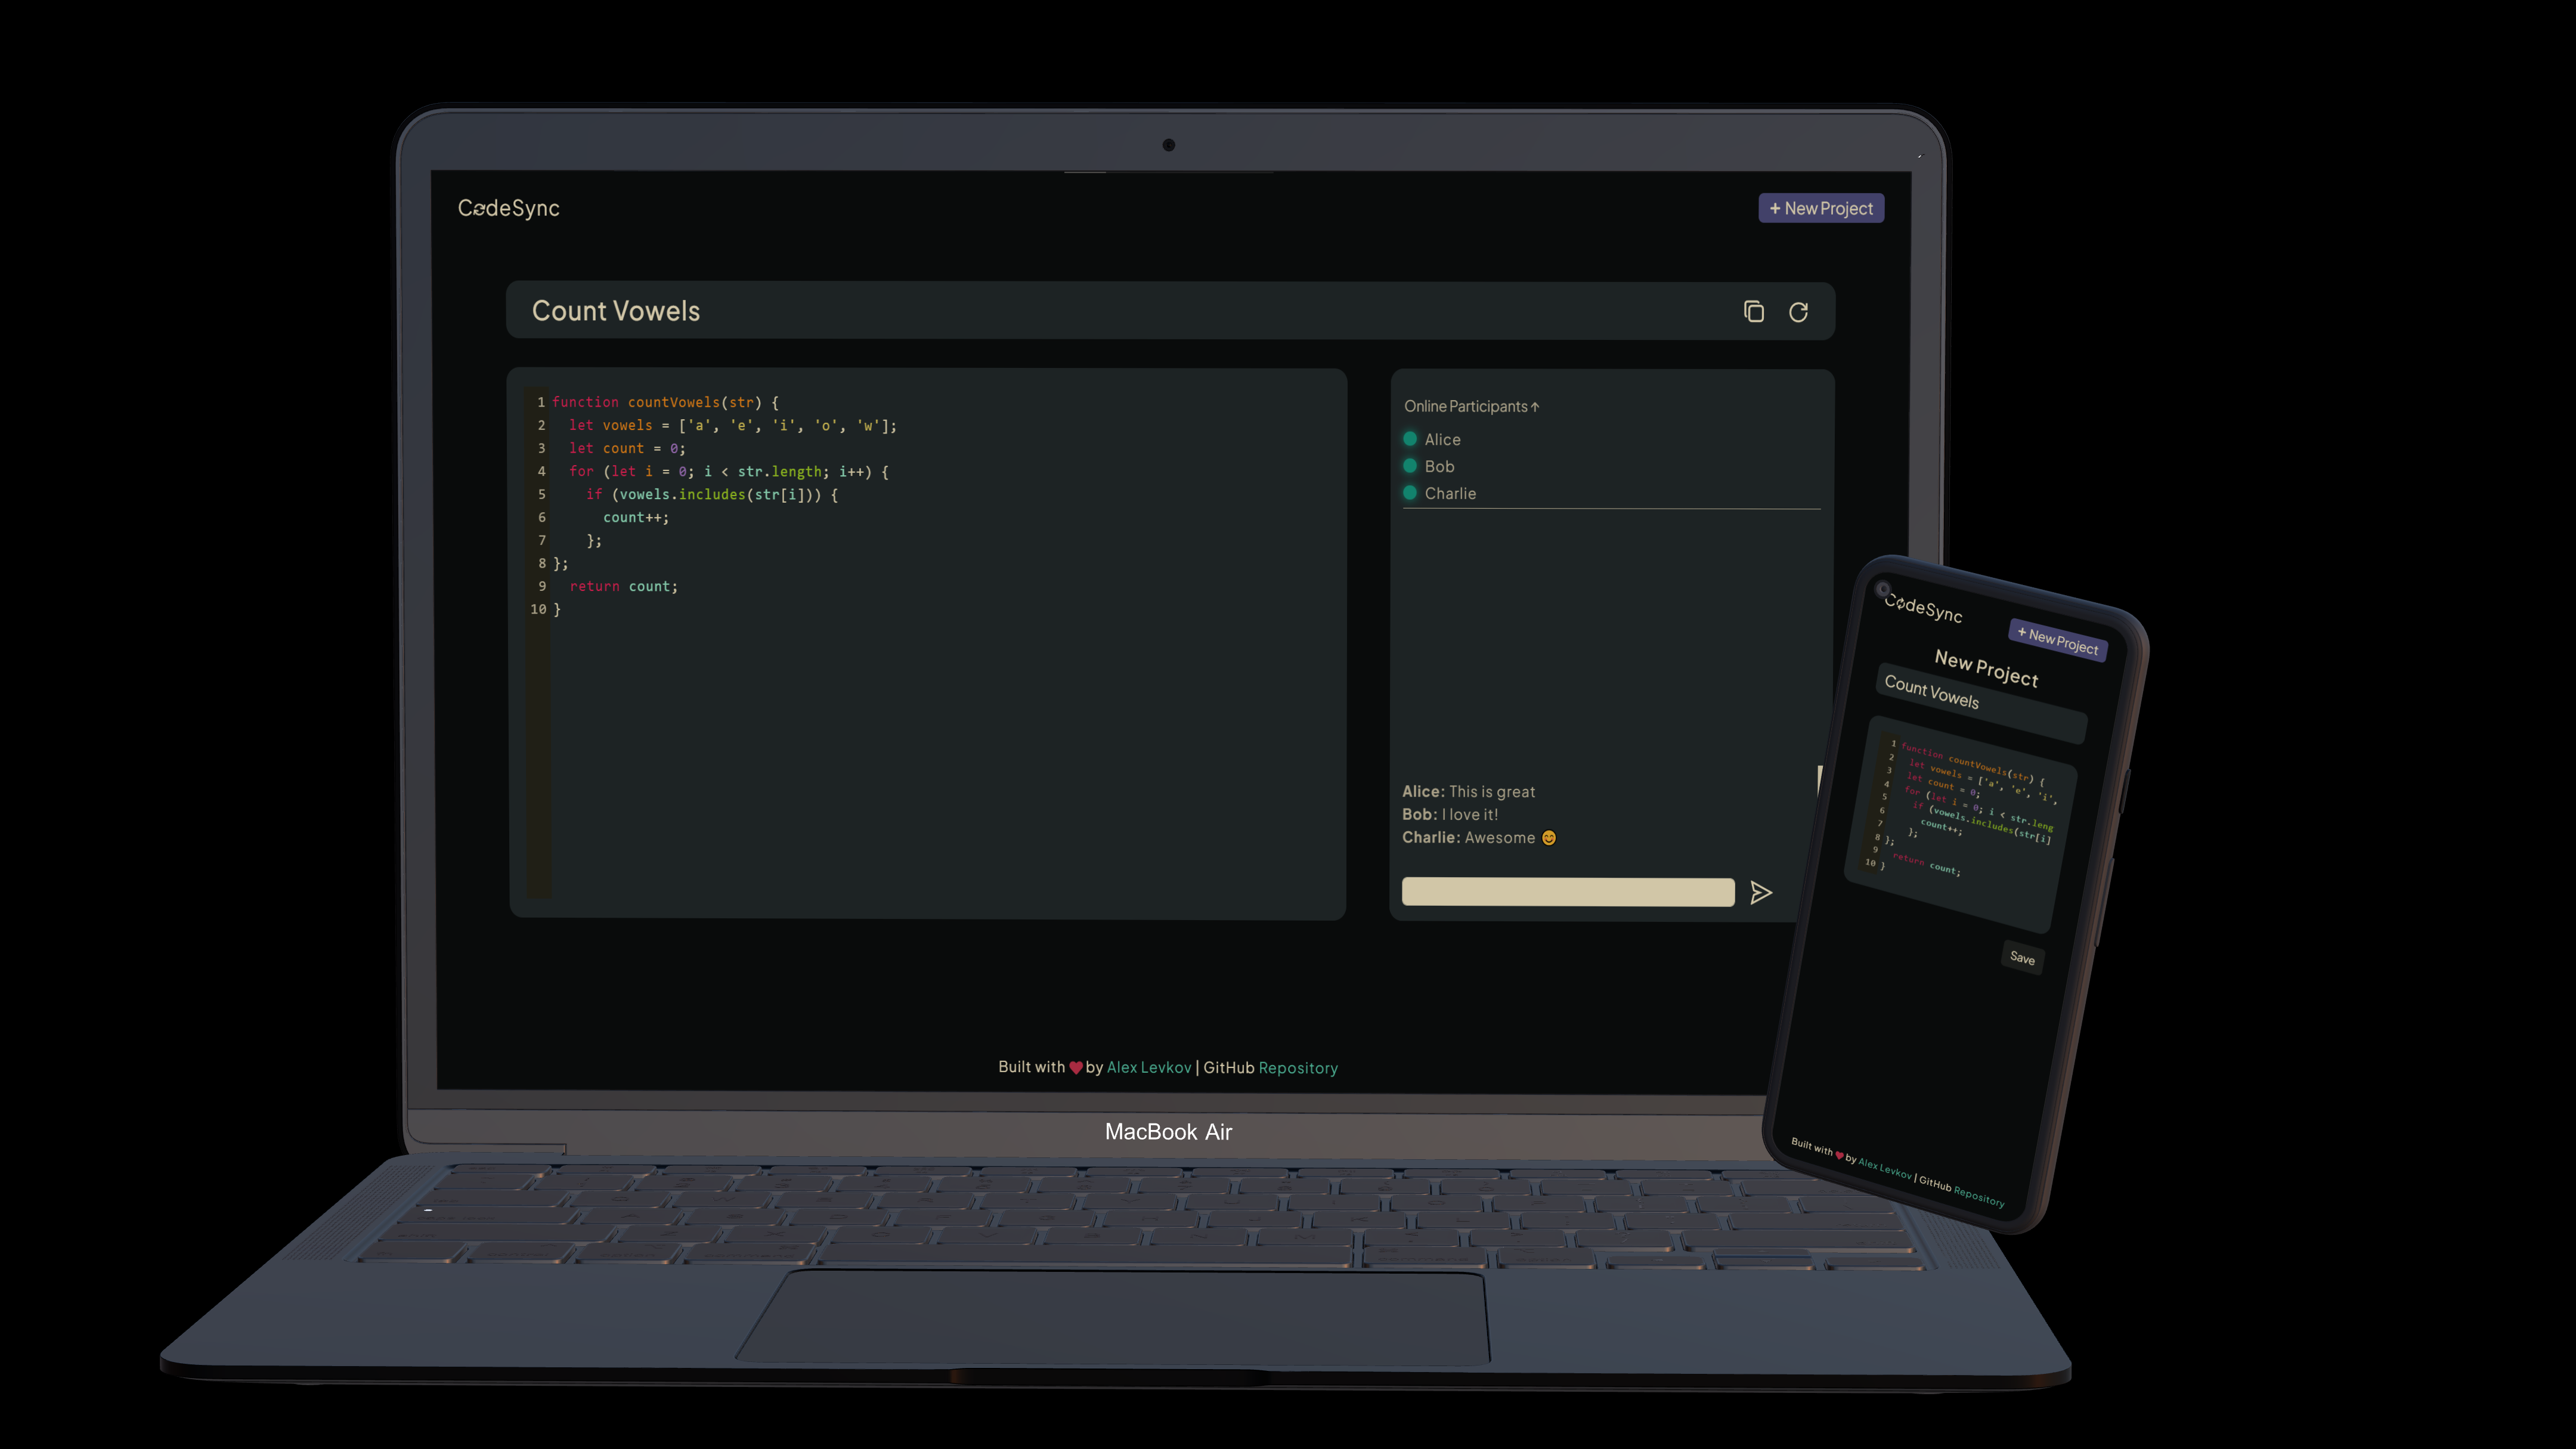 CodeSync
+ New Project
Count Vowels
1 function countVowels(str) {
2 let vowels = ['a', 'e', 'i', 'o', 'w'];
3 let count = 0;
4 for (let i = 0; i < str.length; i++) {
5 if (vowels.includes(str[i])) {
6 count++;
7 };
8 };
9 return count;
10 }
Online Participants ↑
Alice
Bob
Charlie
Alice: This is great
Bob: I love it!
Charlie: Awesome 😊
Built with ❤ by Alex Levkov | GitHub Repository
MacBook Air
CodeSync
+ New Project
New Project
Count Vowels
1 function countVowels(str) {
2 let vowels = ['a', 'e', 'i',
3 let count = 0;
4 for (let i = 0; i < str.leng
5 if (vowels.includes(str[i]
6 count++;
7 };
8 };
9 return count;
10 }
Save
Built with ❤ by Alex Levkov | GitHub Repository